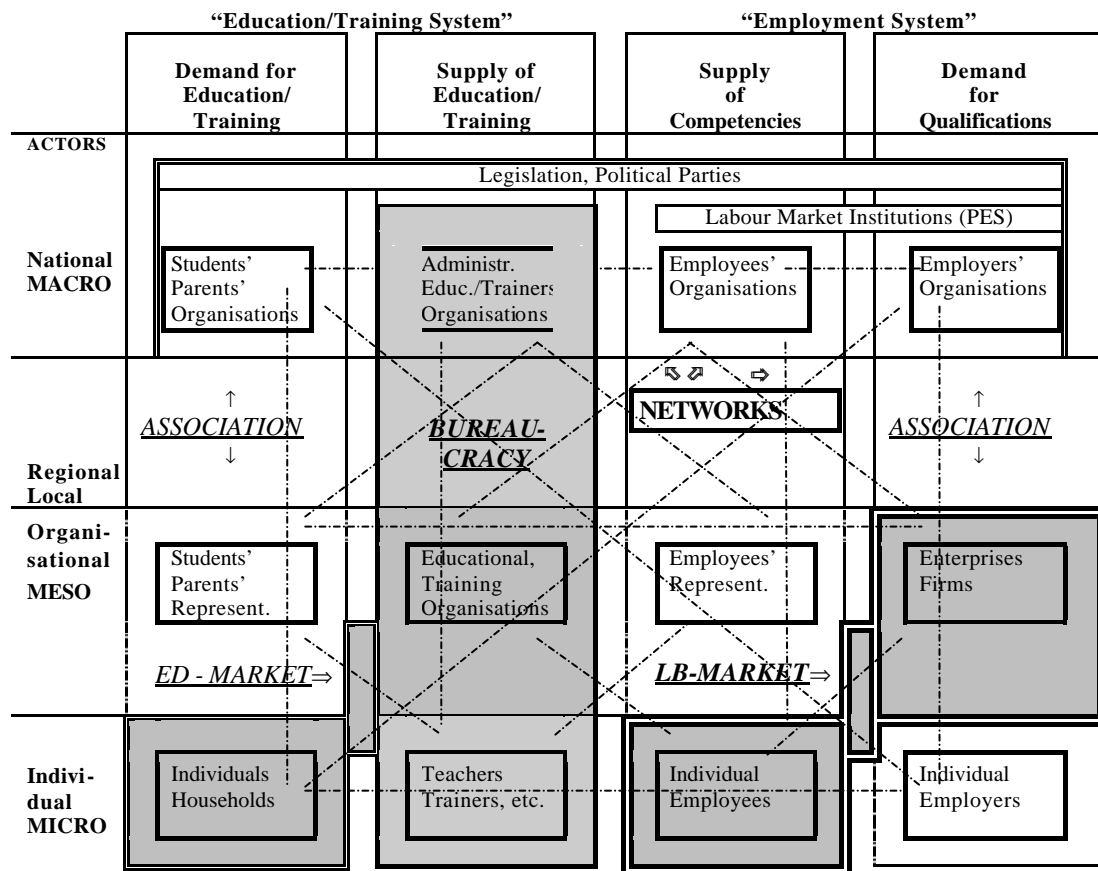 “Education/Training System” “Employment System”
Demand for Education/ Training
Supply of Education/ Training
Supply of Competencies
Demand for Qualifications
ACTORS
Legislation, Political Parties
Labour Market Institutions (PES)
National
MACRO
Students’
Parents’
Organisations
Administr.
Educ./Trainers
Organisations
Employees’
Organisations
Employers’
Organisations
↑
ASSOCIATION
↓
BUREAU-
CRACY
⇖ ⇗ ⇒
NETWORKS
↑
ASSOCIATION
↓
Regional
Local
Organi-
sational
MESO
Students’
Parents’
Represent.
Educational,
Training
Organisations
Employees’
Represent.
Enterprises
Firms
ED - MARKET⇒
LB-MARKET⇒
Indivi-
dual
MICRO
Individuals
Households
Teachers
Trainers, etc.
Individual
Employees
Individual
Employers